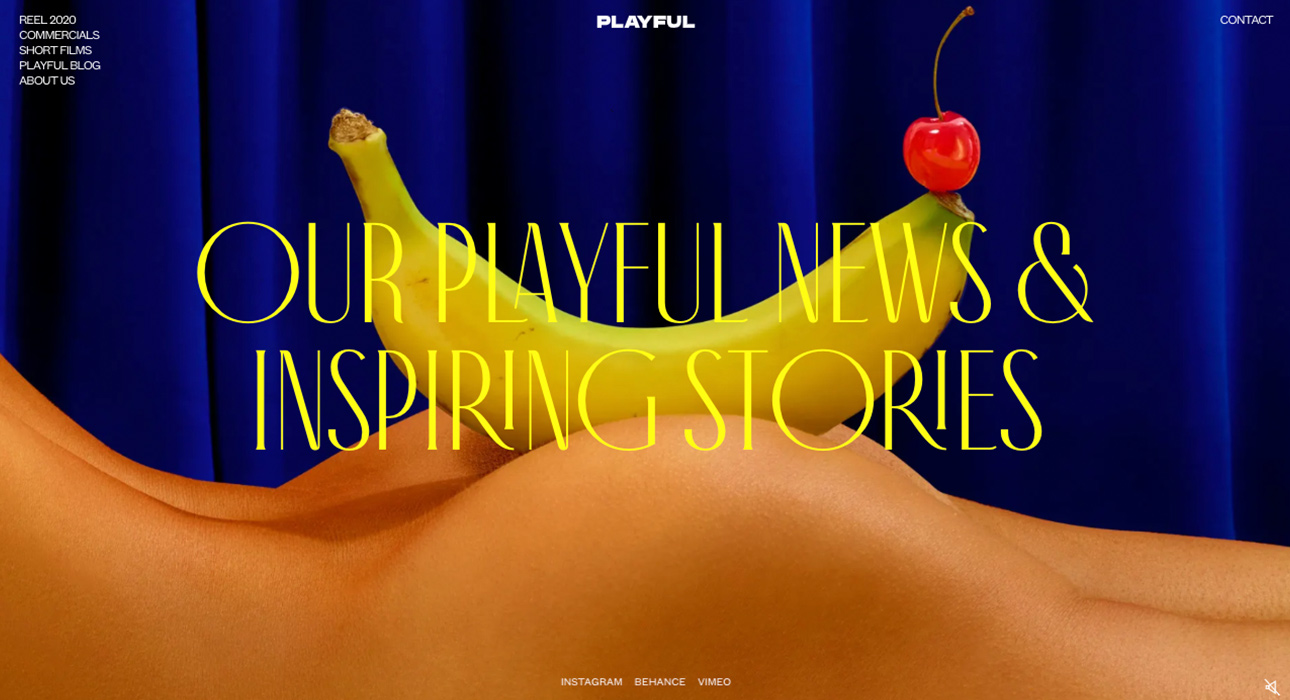 REEL 2020
COMMERCIALS
SHORT FILMS
PLAYFUL BLOG
ABOUT US
PLAYFUL
CONTACT
OUR PLAYFUL NEWS &
INSPIRING STORIES
INSTAGRAM BEHANCE VIMEO